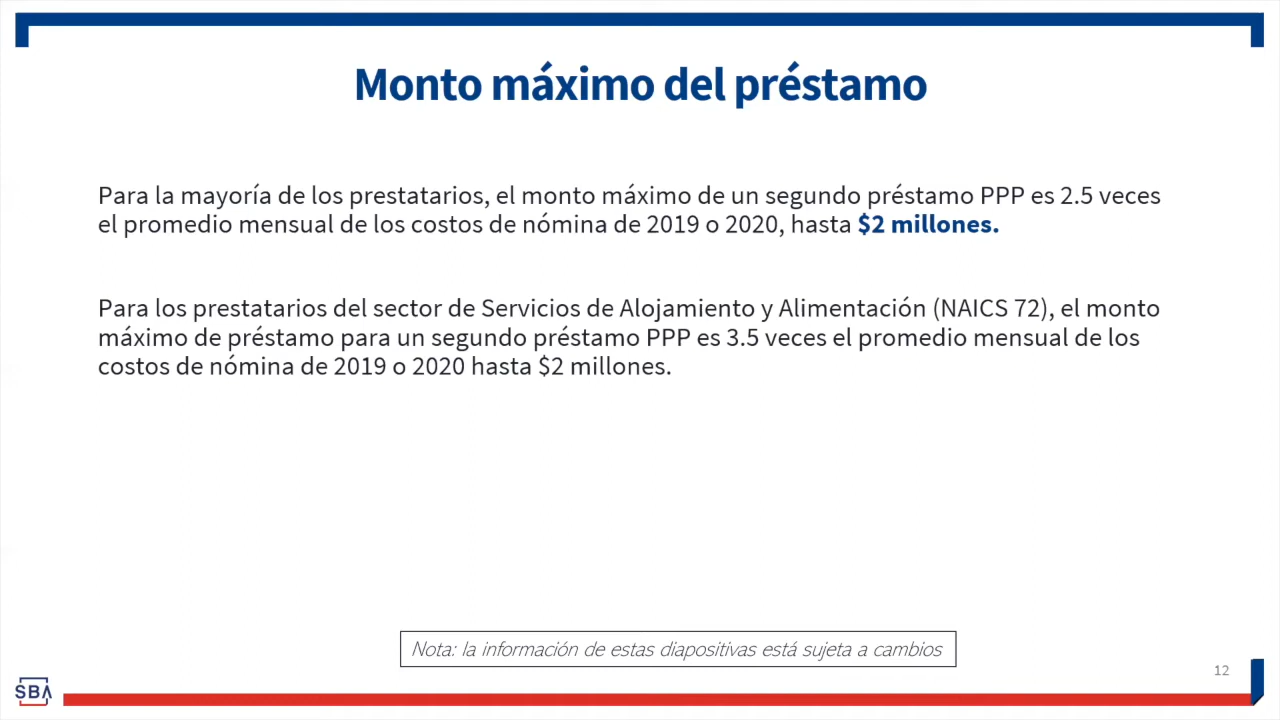 Monto máximo del préstamo
Para la mayoría de los prestatarios, el monto máximo de un segundo préstamo PPP es 2.5 veces
el promedio mensual de los costos de nómina de 2019 o 2020, hasta $2 millones.
Para los prestatarios del sector de Servicios de Alojamiento y Alimentación (NAICS 72), el monto
máximo de préstamo para un segundo préstamo PPP es 3.5 veces el promedio mensual de los
costos de nómina de 2019 o 2020 hasta $2 millones.
Nota: la información de estas diapositivas está sujeta a cambios
12
SBA